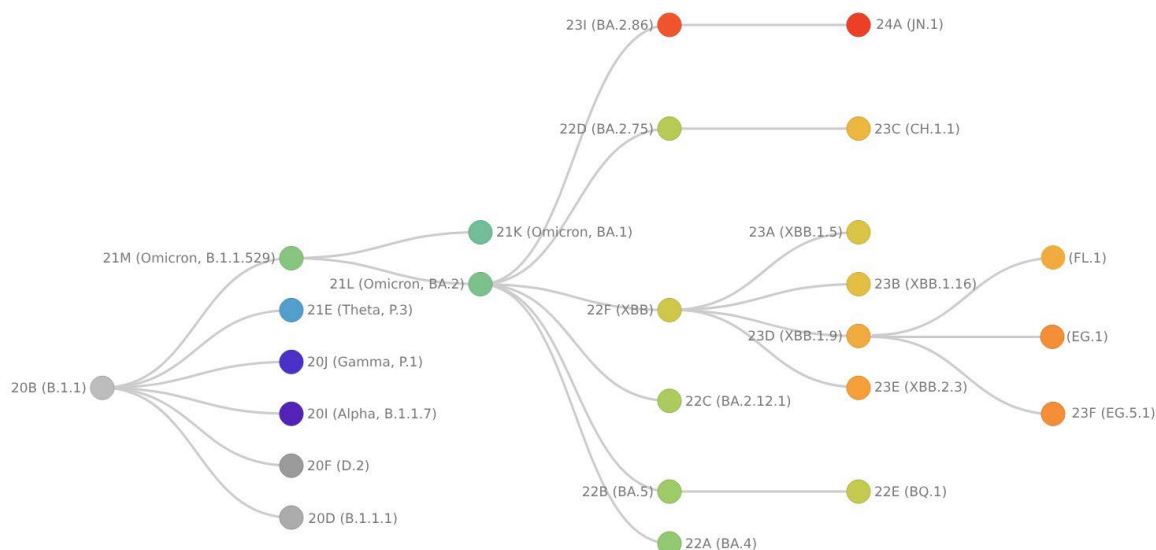 23I (BA.2.86)
24A (JN.1)
22D (BA.2.75)
23C (CH.1.1)
21K (Omicron, BA.1)
23A (XBB.1.5)
21M (Omicron, B.1.1.529)
(FL.1)
21L (Omicron, BA.2)
23B (XBB.1.16)
21E (Theta, P.3)
22F (XBB)
23D (XBB.1.9)
(EG.1)
20J (Gamma, P.1)
20B (B.1.1)
23E (XBB.2.3)
22C (BA.2.12.1)
20I (Alpha, B.1.1.7)
23F (EG.5.1)
20F (D.2)
22B (BA.5)
22E (BQ.1)
20D (B.1.1.1)
22A (BA.4)